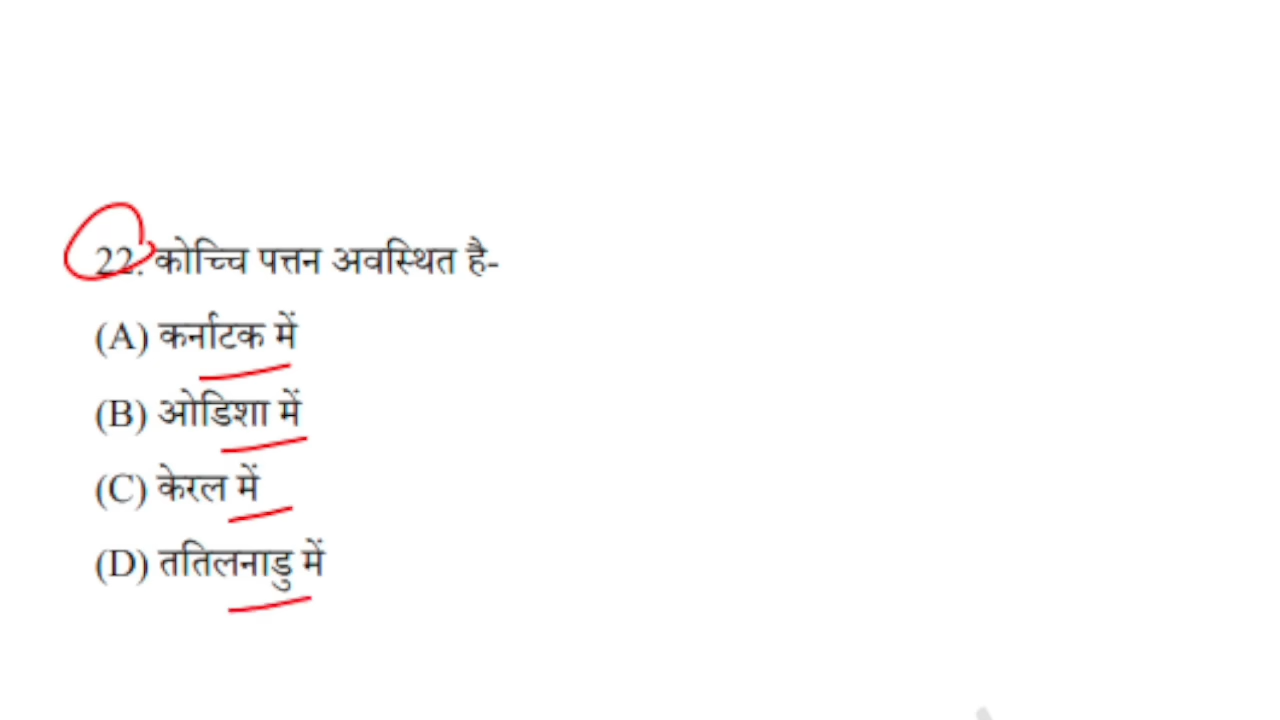 22. कोच्चि पत्तन अवस्थित है-
(A) कर्नाटक में
(B) ओडिशा में
(C) केरल में
(D) ततिलनाडु में